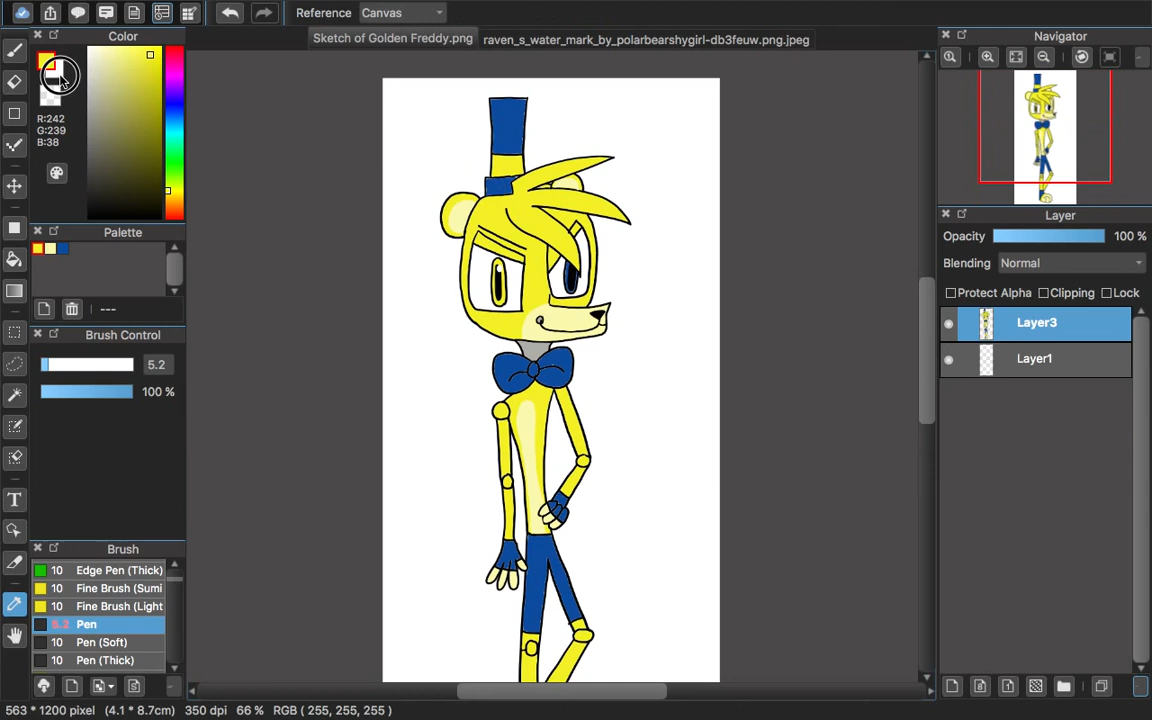 Reference Canvas
Color
Sketch of Golden Freddy.png
raven_s_water_mark_by_polarbearshygirl-db3feuw.png.jpeg
Navigator
R:242
G:239
B:38
Palette
---
Layer
Opacity 100 %
Blending Normal
Protect Alpha Clipping Lock
Layer3
Layer1
Brush Control
5.2
100 %
Brush
10 Edge Pen (Thick)
10 Fine Brush (Sumi
10 Fine Brush (Light
5.2 Pen
10 Pen (Soft)
10 Pen (Thick)
563 * 1200 pixel (4.1 * 8.7cm) 350 dpi 66 % RGB ( 255, 255, 255 )